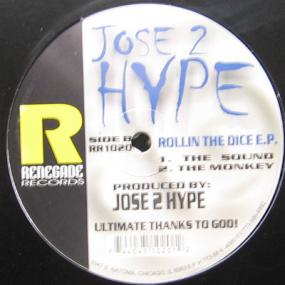 JOSE 2
HYPE
R
RENEGADE
RECORDS
SIDE B
RR1020
ROLLIN THE DICE E.P.
1. THE SOUND
2. THE MONKEY
PRODUCED BY:
JOSE 2 HYPE
ULTIMATE THANKS TO GOD!